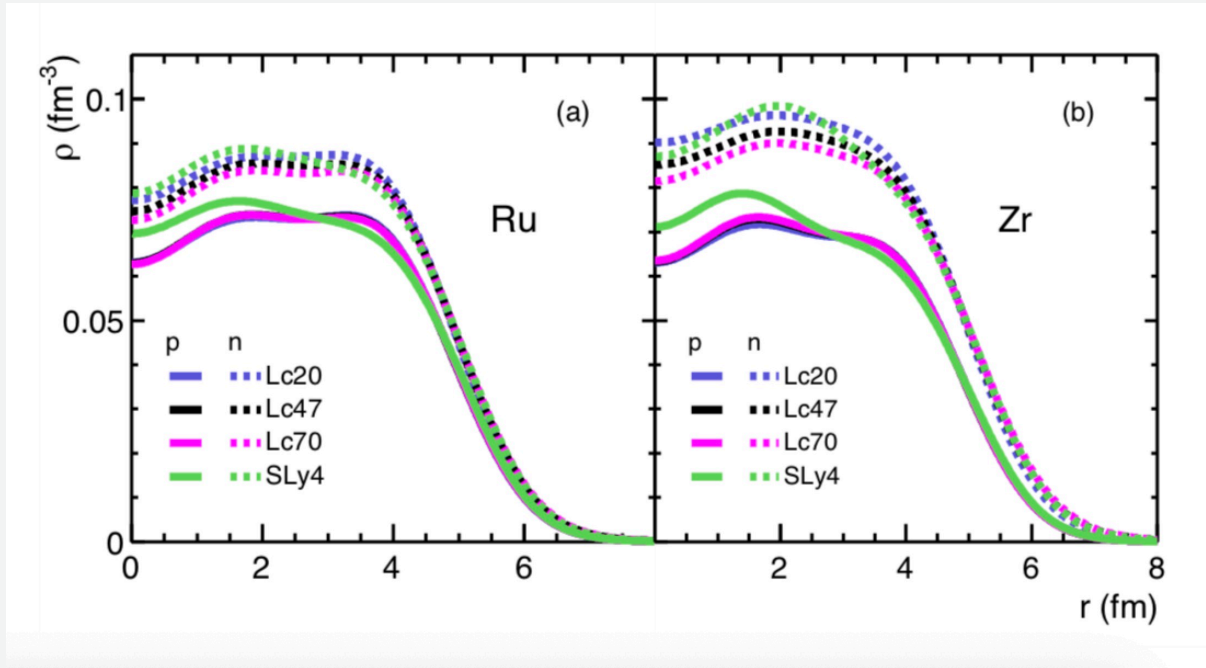 ρ (fm⁻³)
0.1
0.05
0
(a)
Ru
p n
Lc20
Lc47
Lc70
SLy4
0 2 4 6
(b)
Zr
p n
Lc20
Lc47
Lc70
SLy4
2 4 6 8
r (fm)